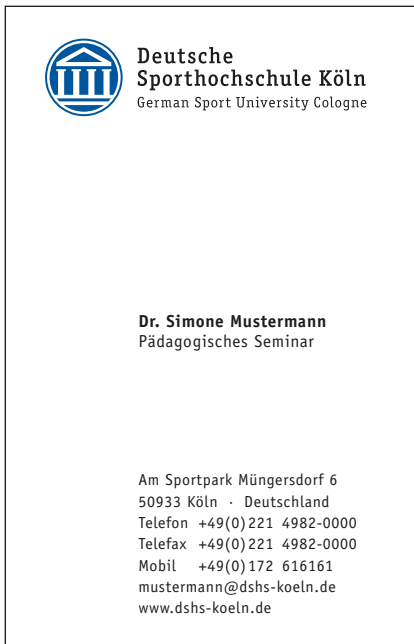 Deutsche
Sporthochschule Köln
German Sport University Cologne
Dr. Simone Mustermann
Pädagogisches Seminar
Am Sportpark Müngersdorf 6
50933 Köln · Deutschland
Telefon +49(0)221 4982-0000
Telefax +49(0)221 4982-0000
Mobil +49(0)172 616161
mustermann@dshs-koeln.de
www.dshs-koeln.de